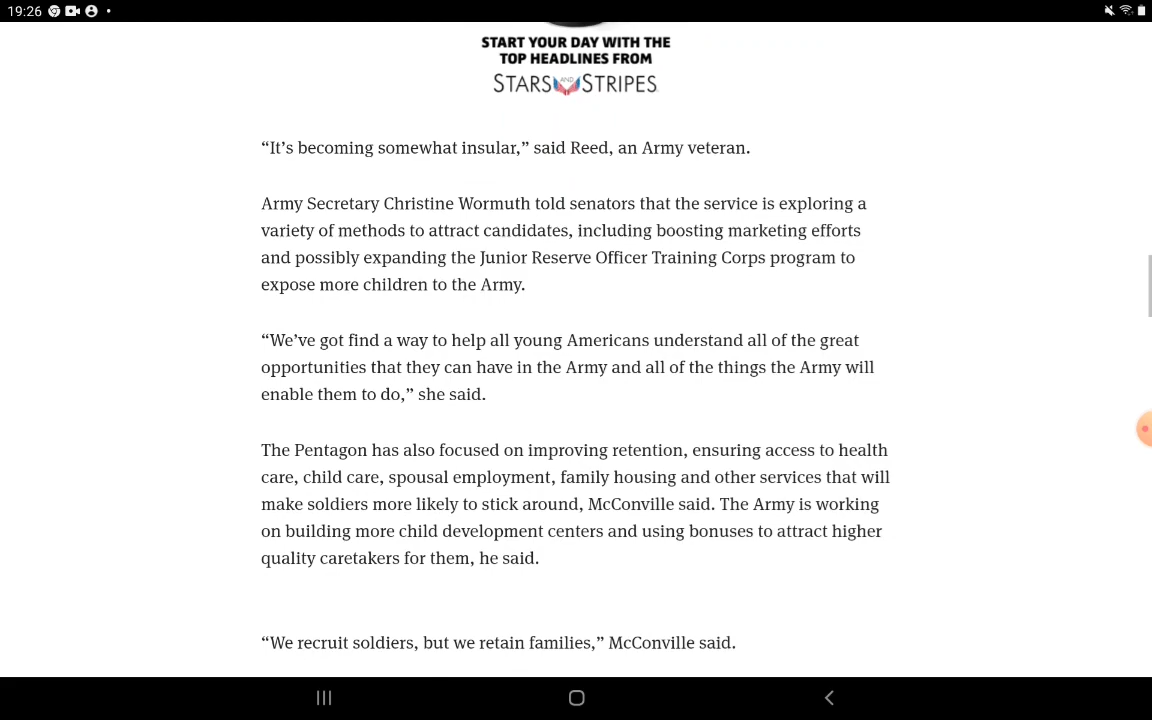 19:26
START YOUR DAY WITH THE
TOP HEADLINES FROM
STARS AND STRIPES
“It’s becoming somewhat insular,” said Reed, an Army veteran.
Army Secretary Christine Wormuth told senators that the service is exploring a
variety of methods to attract candidates, including boosting marketing efforts
and possibly expanding the Junior Reserve Officer Training Corps program to
expose more children to the Army.
“We’ve got find a way to help all young Americans understand all of the great
opportunities that they can have in the Army and all of the things the Army will
enable them to do,” she said.
The Pentagon has also focused on improving retention, ensuring access to health
care, child care, spousal employment, family housing and other services that will
make soldiers more likely to stick around, McConville said. The Army is working
on building more child development centers and using bonuses to attract higher
quality caretakers for them, he said.
“We recruit soldiers, but we retain families,” McConville said.